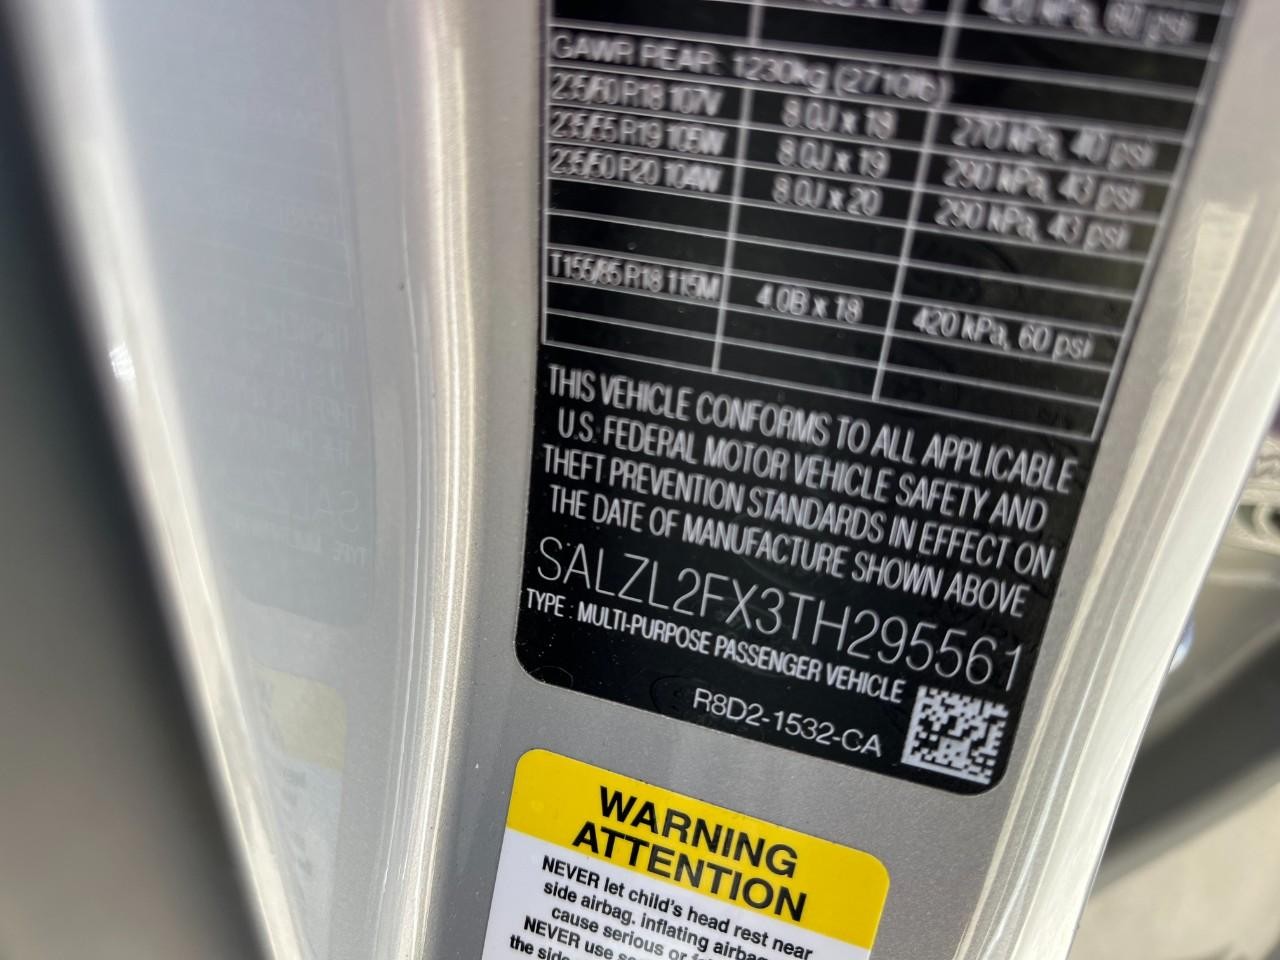 420 kPa, 60 psi
GAWR REAR: 1230kg (2710lb)
235/60 R18 107V 8.0J x 18 270 kPa, 40 psi
235/55 R19 105W 8.0J x 19 290 kPa, 43 psi
235/50 R20 104W 8.0J x 20 290 kPa, 43 psi
T155/85 R18 115M 4.0B x 18 420 kPa, 60 psi
THIS VEHICLE CONFORMS TO ALL APPLICABLE
U.S. FEDERAL MOTOR VEHICLE SAFETY AND
THEFT PREVENTION STANDARDS IN EFFECT ON
THE DATE OF MANUFACTURE SHOWN ABOVE
SALZL2FX3TH295561
TYPE : MULTI-PURPOSE PASSENGER VEHICLE
R8D2-1532-CA
WARNING
ATTENTION
NEVER let child's head rest near
side airbag. inflating airbag
cause serious or
NEVER use
the side